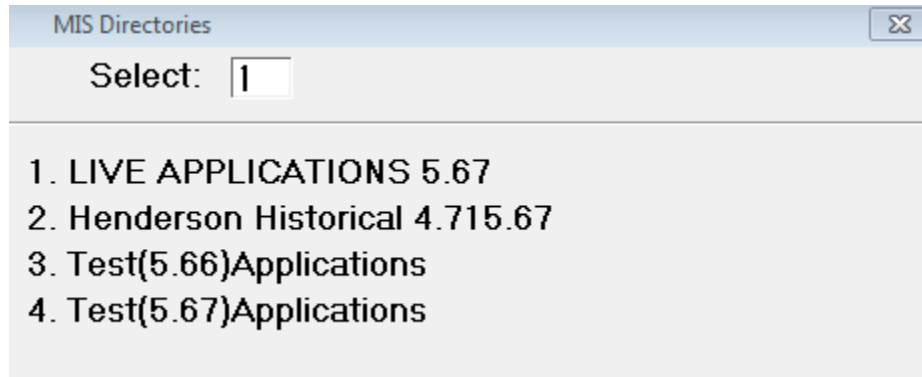 MIS Directories
Select: 1
1. LIVE APPLICATIONS 5.67
2. Henderson Historical 4.715.67
3. Test(5.66)Applications
4. Test(5.67)Applications